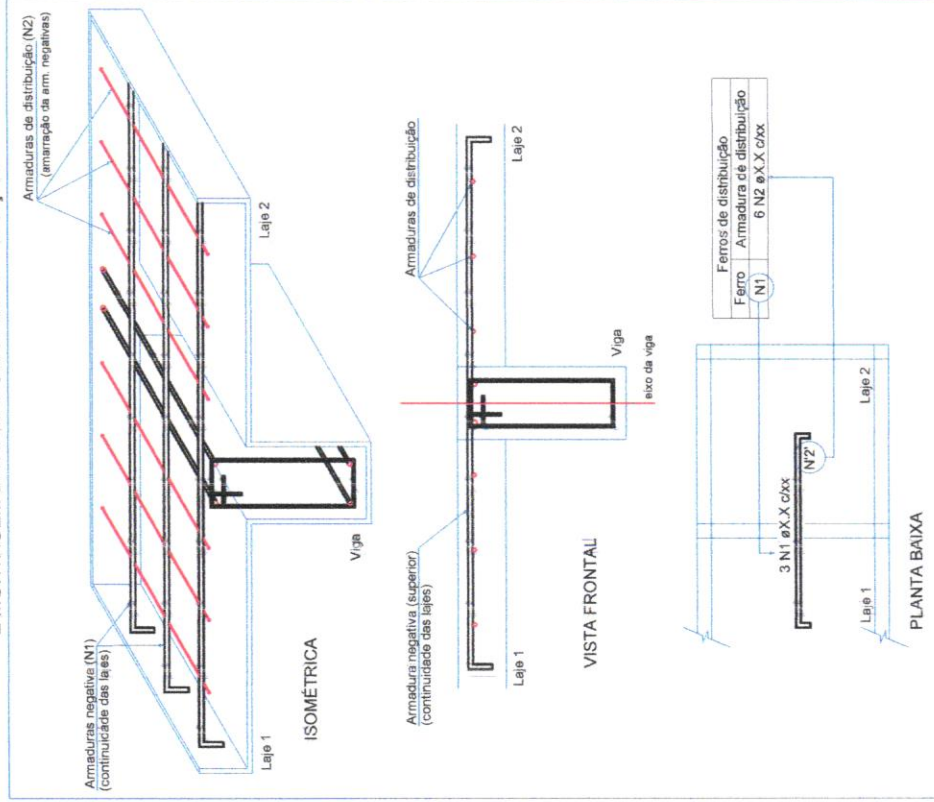 Armaduras de distribuição (N2)
(amarração da arm. negativas)
Armaduras negativa (N1)
(continuidade das lajes)
Laje 1
Laje 2
Viga
ISOMÉTRICA
Armadura negativa (superior)
(continuidade das lajes)
Armaduras de distribuição
Laje 1
Laje 2
Viga
eixo da viga
VISTA FRONTAL
Ferros de distribuição
Ferro Armadura de distribuição
N1 6 N2 øX.X c/xx
3 N1 øX.X c/xx
N'2'
Laje 1
Laje 2
PLANTA BAIXA